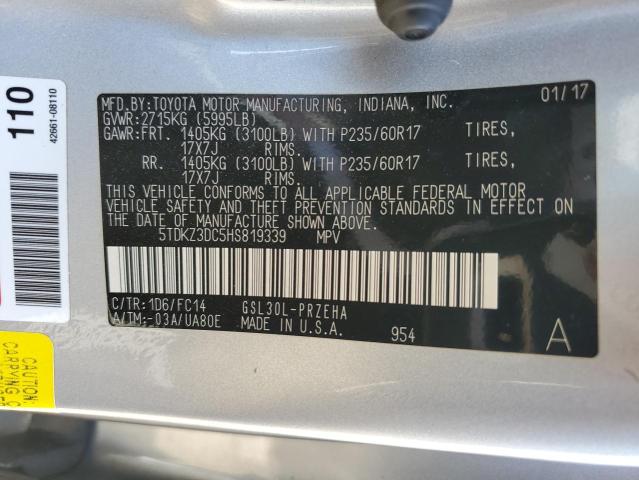 MFD.BY:TOYOTA MOTOR MANUFACTURING, INDIANA, INC. 01/17
GVWR:2715KG (5995LB)
GAWR:FRT. 1405KG (3100LB) WITH P235/60R17 TIRES,
17X7J RIMS.
RR. 1405KG (3100LB) WITH P235/60R17 TIRES,
17X7J RIMS.
THIS VEHICLE CONFORMS TO ALL APPLICABLE FEDERAL MOTOR
VEHICLE SAFETY AND THEFT PREVENTION STANDARDS IN EFFECT ON
THE DATE OF MANUFACTURE SHOWN ABOVE.
5TDKZ3DC5HS819339 MPV
C/TR:1D6/FC14 GSL30L-PRZEHA
A/TM:-03A/UA80E MADE IN U.S.A. 954 A
110
42661-08110
CAUTION: